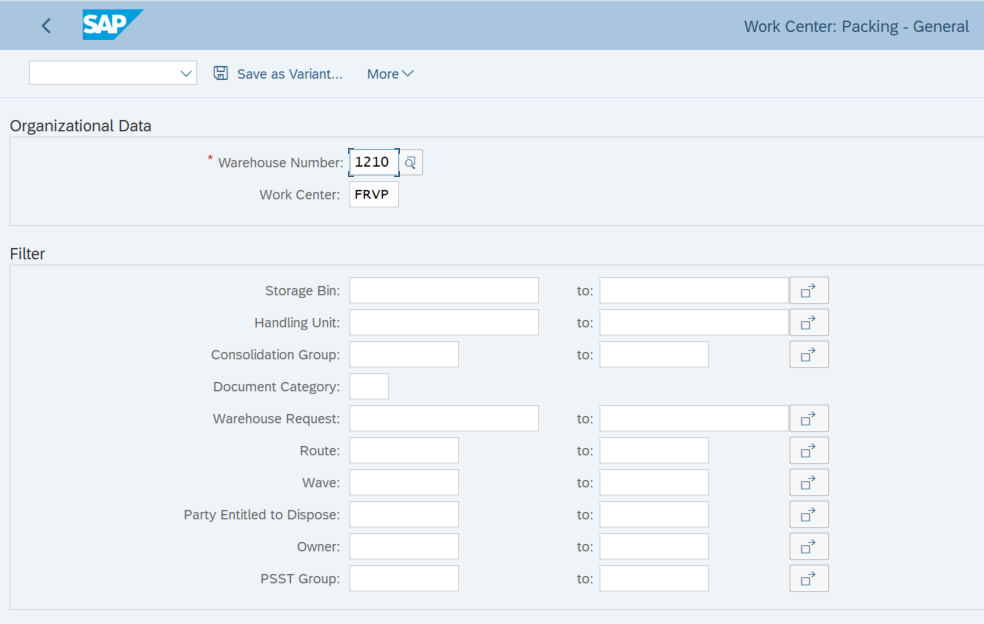 SAP
Work Center: Packing - General
Save as Variant... More
Organizational Data
* Warehouse Number: 1210
Work Center: FRVP
Filter
Storage Bin: to:
Handling Unit: to:
Consolidation Group: to:
Document Category:
Warehouse Request: to:
Route: to:
Wave: to:
Party Entitled to Dispose: to:
Owner: to:
PSST Group: to: